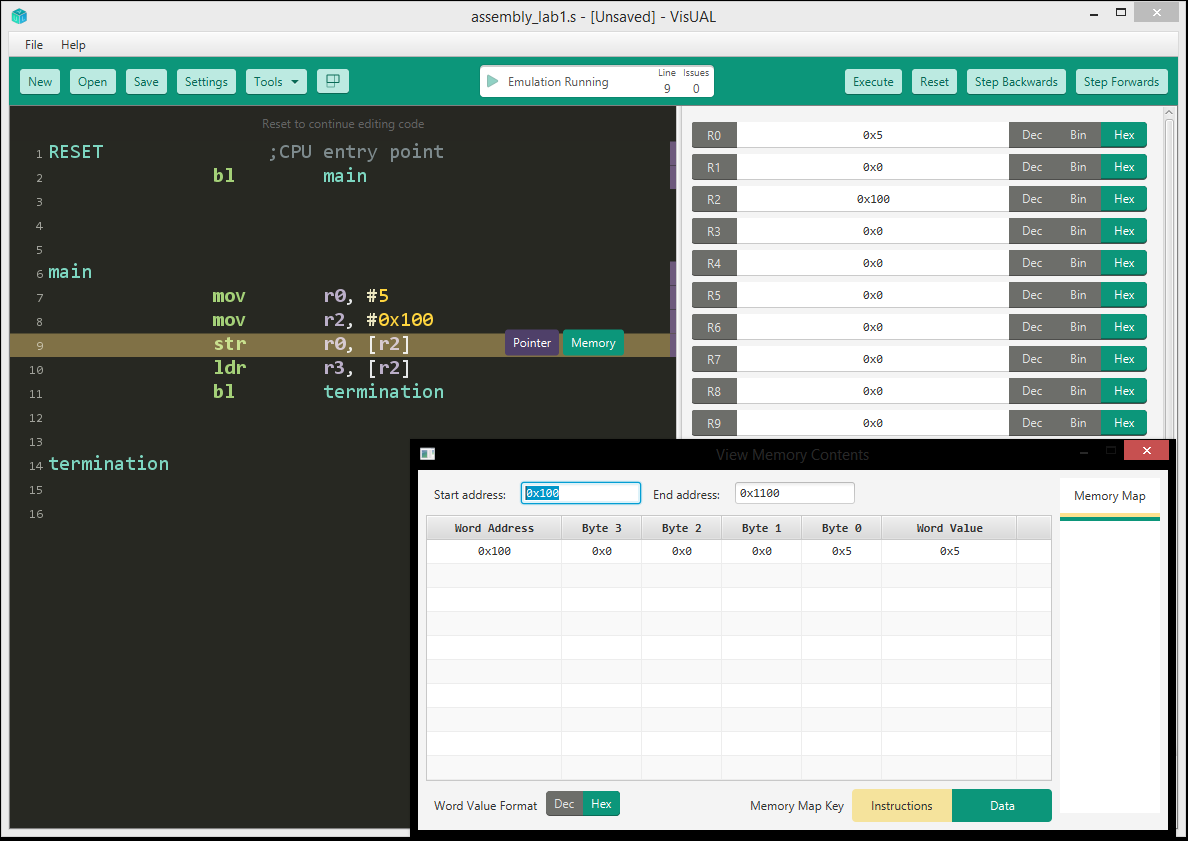 assembly_lab1.s - [Unsaved] - VisUAL
File Help
New Open Save Settings Tools Emulation Running Line 9 Issues 0 Execute Reset Step Backwards Step Forwards
Reset to continue editing code
1 RESET ;CPU entry point
2 bl main
3
4
5
6 main
7 mov r0, #5
8 mov r2, #0x100
9 str r0, [r2] Pointer Memory
10 ldr r3, [r2]
11 bl termination
12
13
14 termination
15
16
R0 0x5 Dec Bin Hex
R1 0x0 Dec Bin Hex
R2 0x100 Dec Bin Hex
R3 0x0 Dec Bin Hex
R4 0x0 Dec Bin Hex
R5 0x0 Dec Bin Hex
R6 0x0 Dec Bin Hex
R7 0x0 Dec Bin Hex
R8 0x0 Dec Bin Hex
R9 0x0 Dec Bin Hex
View Memory Contents
Start address: 0x100 End address: 0x1100 Memory Map
Word Address Byte 3 Byte 2 Byte 1 Byte 0 Word Value
0x100 0x0 0x0 0x0 0x5 0x5
Word Value Format Dec Hex Memory Map Key Instructions Data